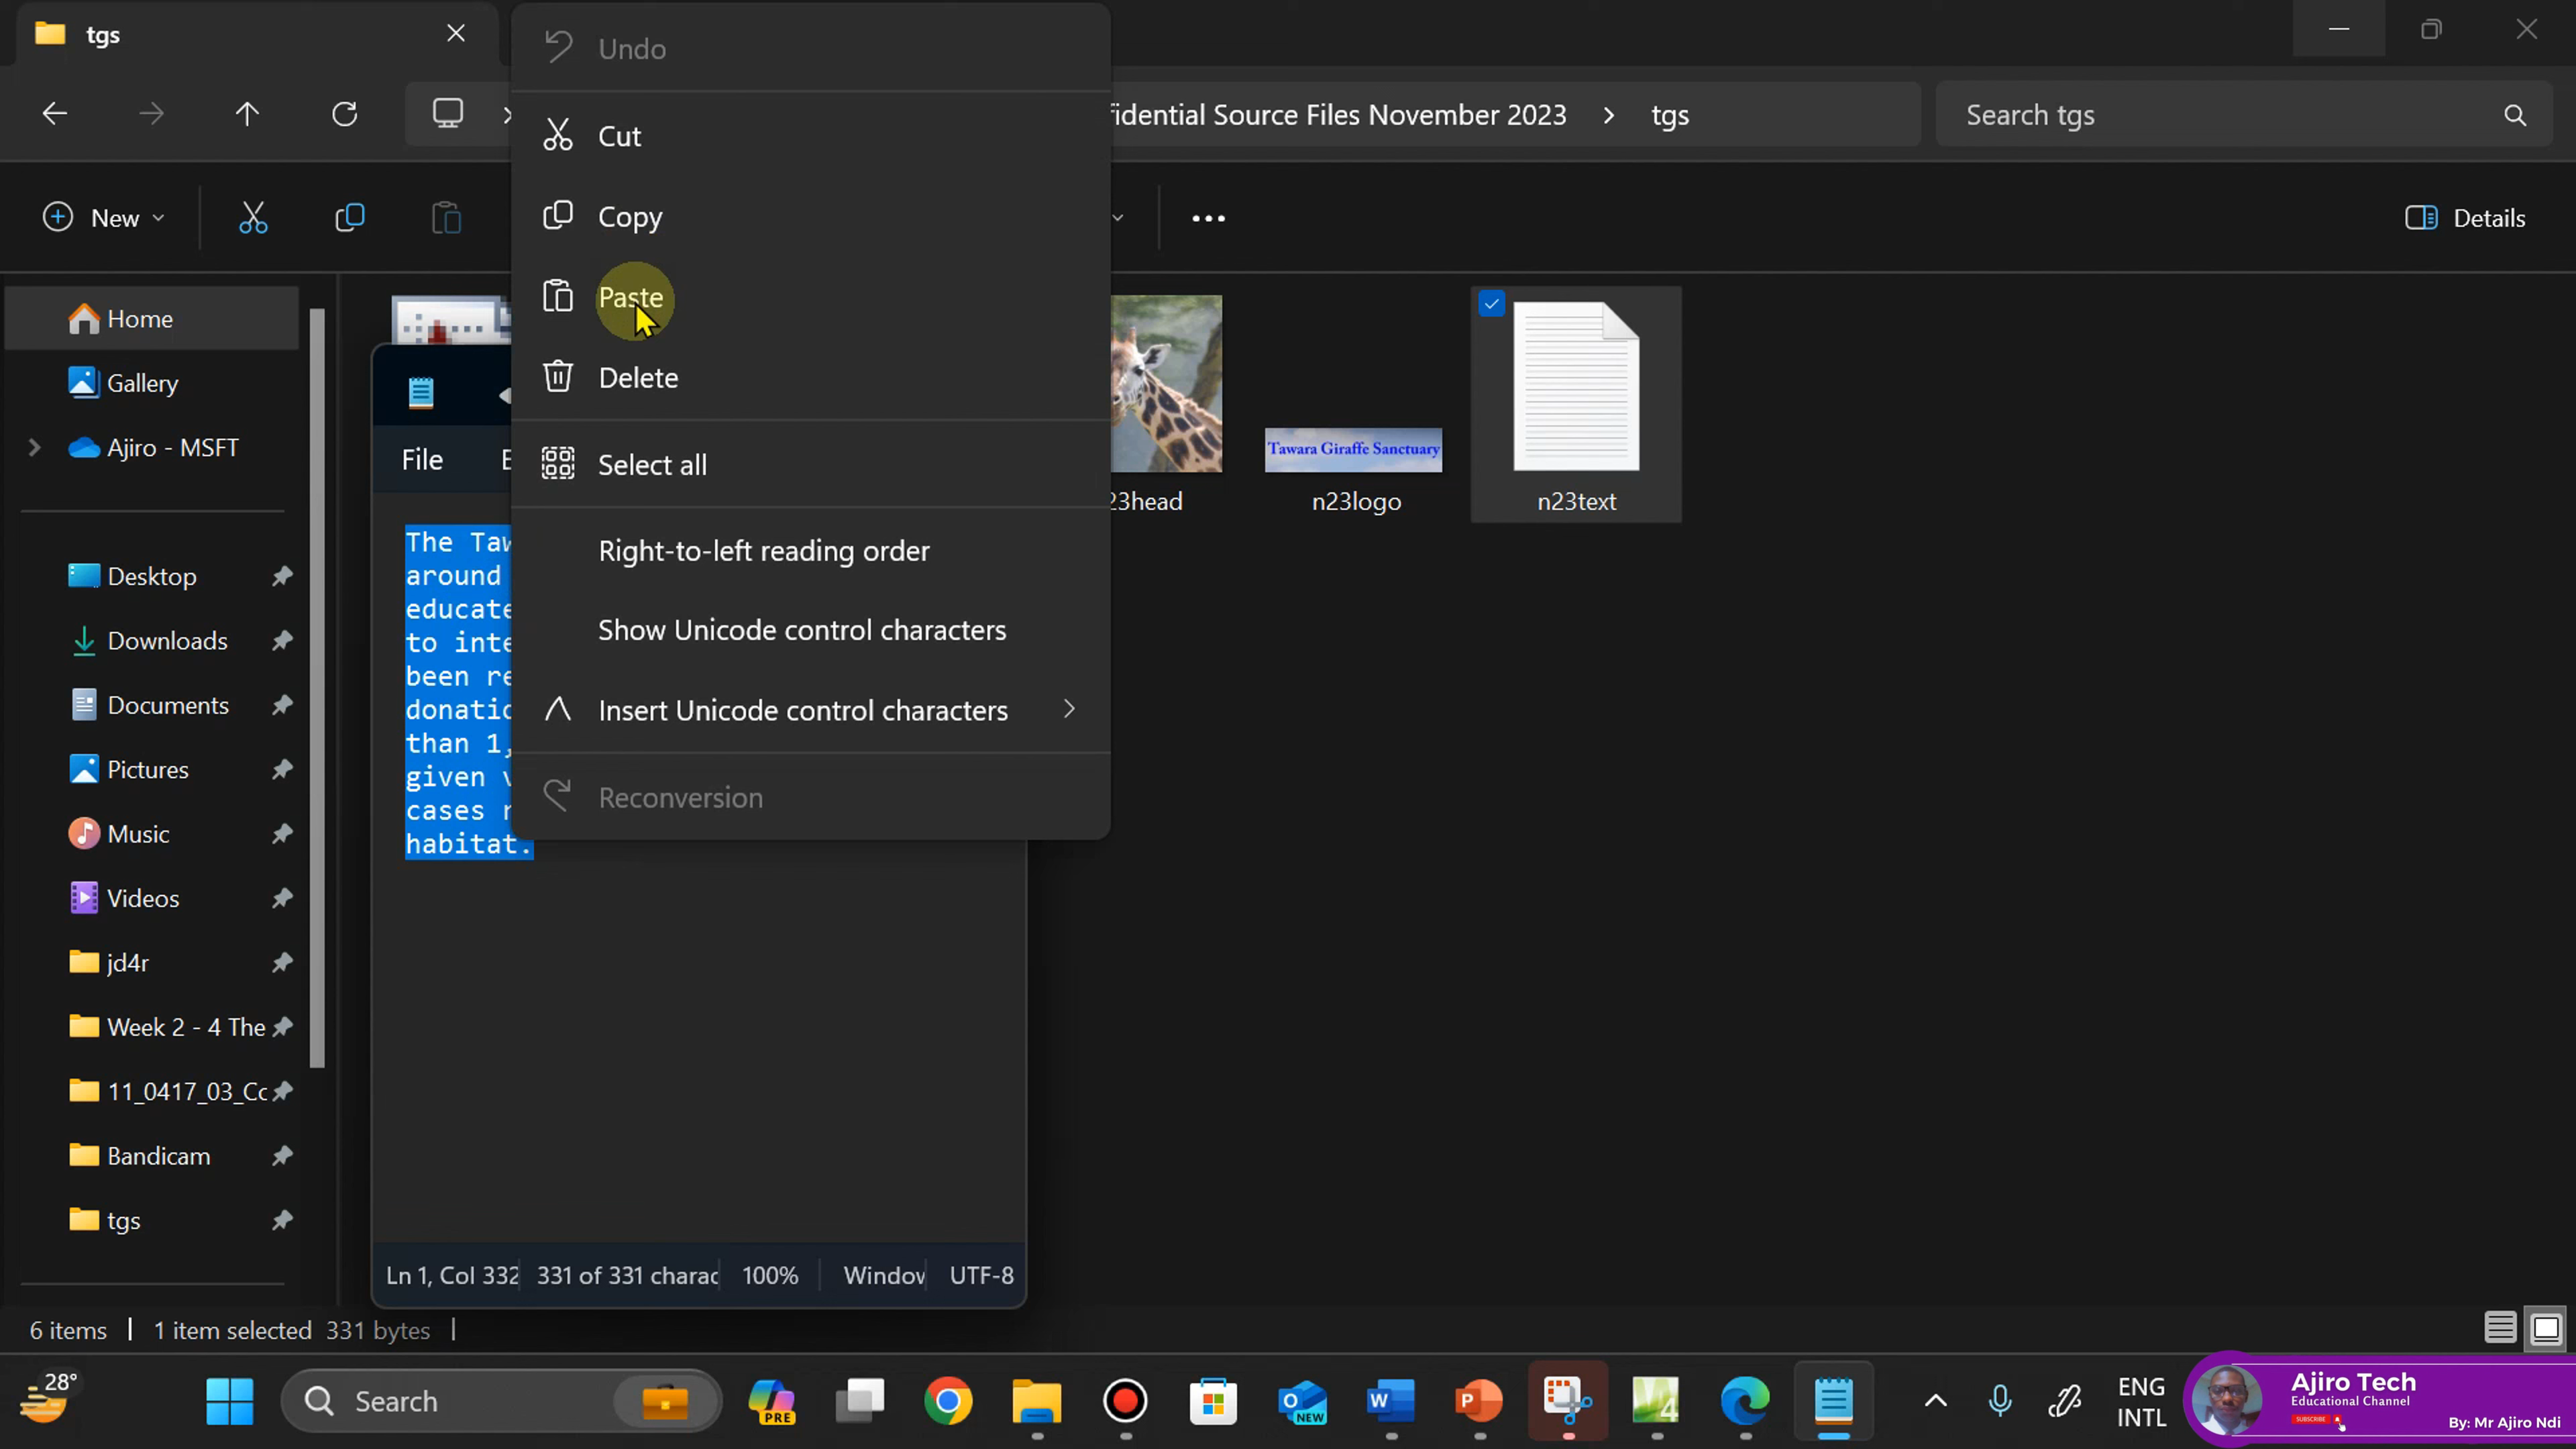 tgs
Undo
idential Source Files November 2023 > tgs
Search tgs
Cut
Copy
Paste
Delete
Select all
Right-to-left reading order
Show Unicode control characters
Insert Unicode control characters
Reconversion
New
Details
Home
Gallery
Ajiro - MSFT
Desktop
Downloads
Documents
Pictures
Music
Videos
jd4r
Week 2 - 4 The
11_0417_03_Cc
Bandicam
tgs
File
The Taw
around
educate
to inte
been re
donatio
than 1,
given v
cases r
habitat.
Tawara Giraffe Sanctuary
23head
n23logo
n23text
Ln 1, Col 332
331 of 331 charac
100%
Window
UTF-8
6 items | 1 item selected 331 bytes |
28°
Search
PRE
NEW
ENG
INTL
Ajiro Tech
Educational Channel
SUBSCRIBE
By: Mr Ajiro Ndi